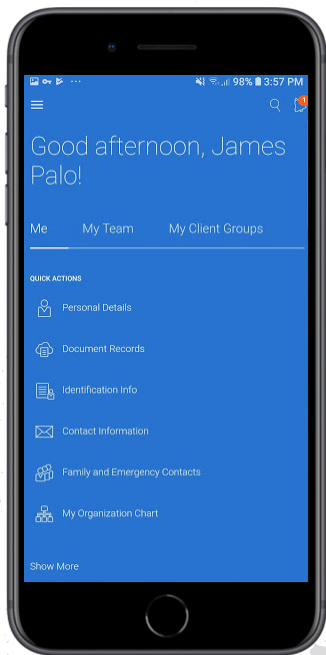 98% 3:57 PM
1
Good afternoon, James
Palo!
Me My Team My Client Groups
QUICK ACTIONS
Personal Details
Document Records
Identification Info
Contact Information
Family and Emergency Contacts
My Organization Chart
Show More